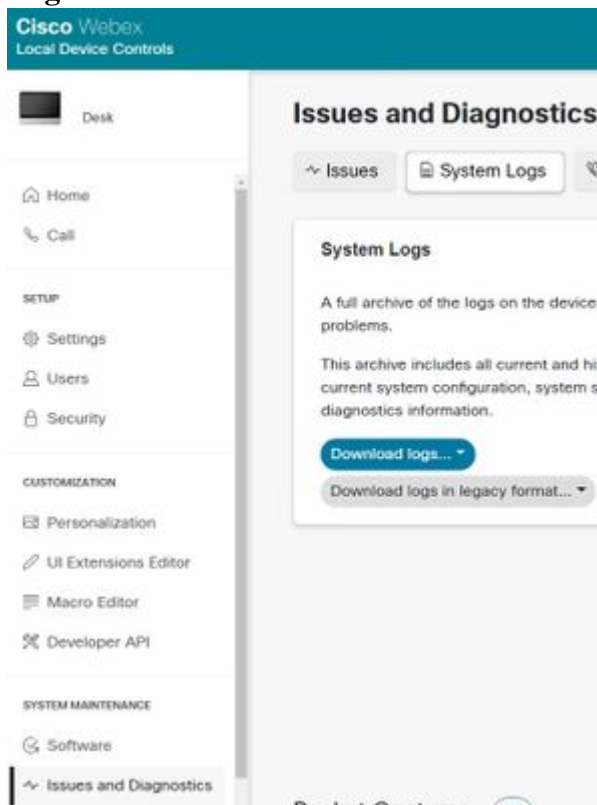 Cisco Webex
Local Device Controls
Desk
Home
Call
SETUP
Settings
Users
Security
CUSTOMIZATION
Personalization
UI Extensions Editor
Macro Editor
Developer API
SYSTEM MAINTENANCE
Software
Issues and Diagnostics
Issues and Diagnostics
Issues
System Logs
System Logs
A full archive of the logs on the device
problems.
This archive includes all current and hi
current system configuration, system s
diagnostics information.
Download logs...
Download logs in legacy format...